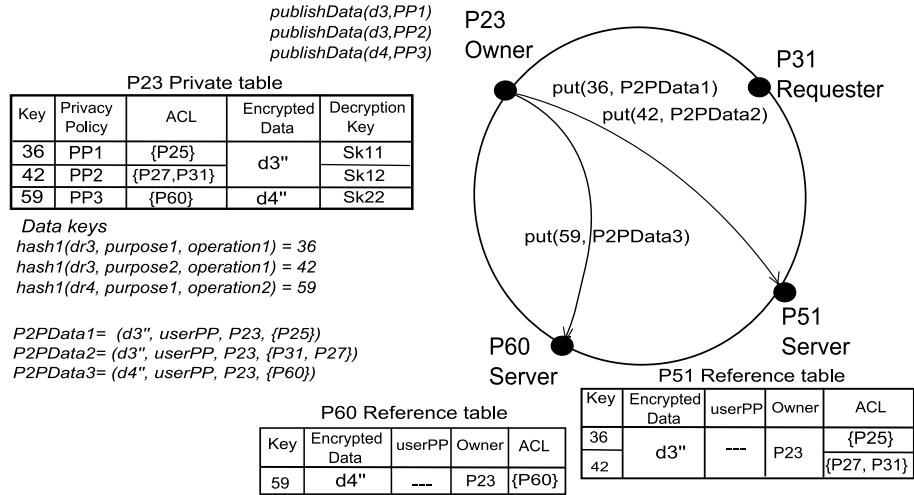 publishData(d3,PP1)
publishData(d3,PP2)
publishData(d4,PP3)
P23
Owner
P31
Requester
put(36, P2PData1)
put(42, P2PData2)
put(59, P2PData3)
P51
Server
P60
Server
P23 Private table
Key Privacy Policy ACL Encrypted Data Decryption Key
36 PP1 {P25} d3'' Sk11
42 PP2 {P27,P31} Sk12
59 PP3 {P60} d4'' Sk22
Data keys
hash1(dr3, purpose1, operation1) = 36
hash1(dr3, purpose2, operation1) = 42
hash1(dr4, purpose1, operation2) = 59
P2PData1= (d3'', userPP, P23, {P25})
P2PData2= (d3'', userPP, P23, {P31, P27})
P2PData3= (d4'', userPP, P23, {P60})
P60 Reference table
Key Encrypted Data userPP Owner ACL
59 d4'' --- P23 {P60}
P51 Reference table
Key Encrypted Data userPP Owner ACL
36 d3'' --- P23 {P25}
42 {P27, P31}